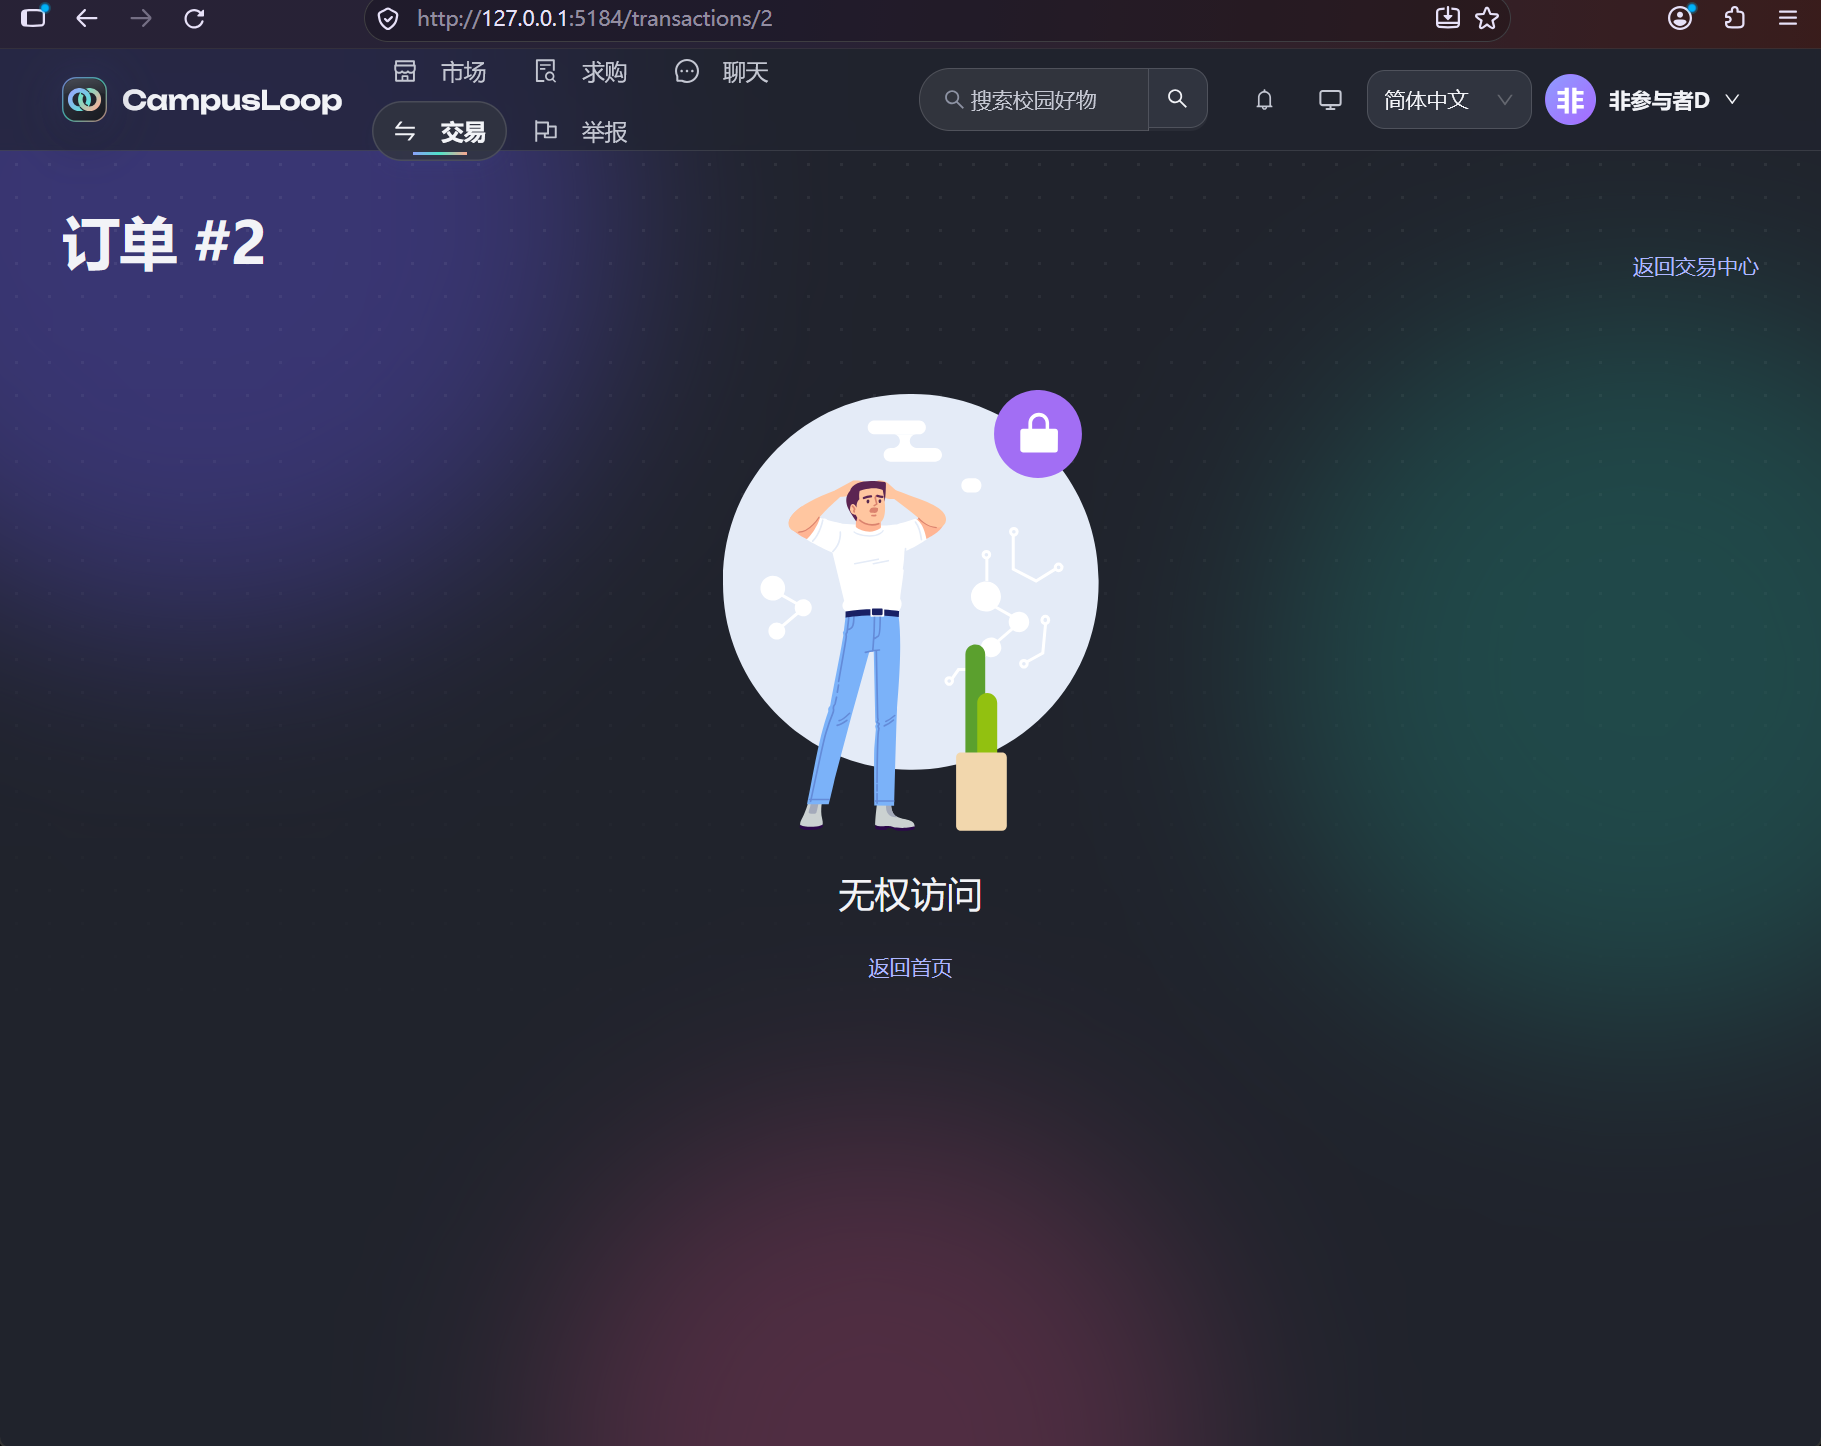 http://127.0.0.1:5184/transactions/2
CampusLoop
市场
求购
聊天
交易
举报
搜索校园好物
简体中文
非
非参与者D
订单 #2
返回交易中心
无权访问
返回首页